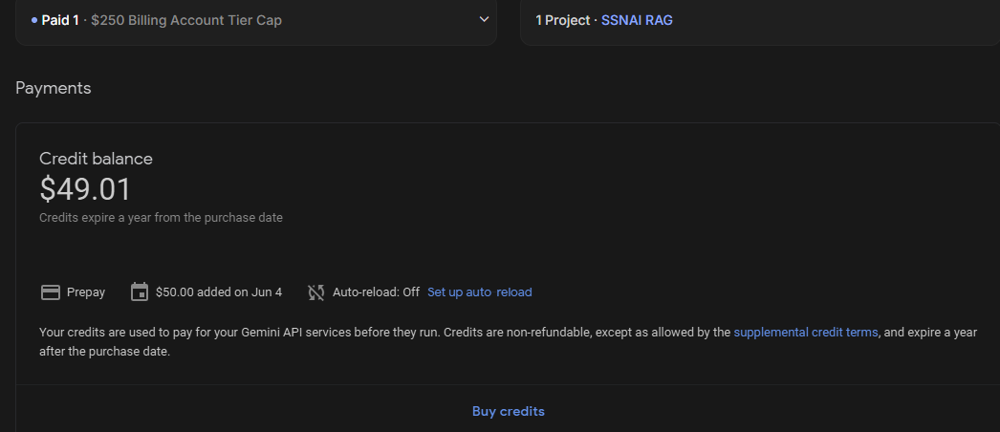 Paid 1 · $250 Billing Account Tier Cap
1 Project · SSNAI RAG
Payments
Credit balance
$49.01
Credits expire a year from the purchase date
Prepay
$50.00 added on Jun 4
Auto-reload: Off Set up auto reload
Your credits are used to pay for your Gemini API services before they run. Credits are non-refundable, except as allowed by the supplemental credit terms, and expire a year
after the purchase date.
Buy credits